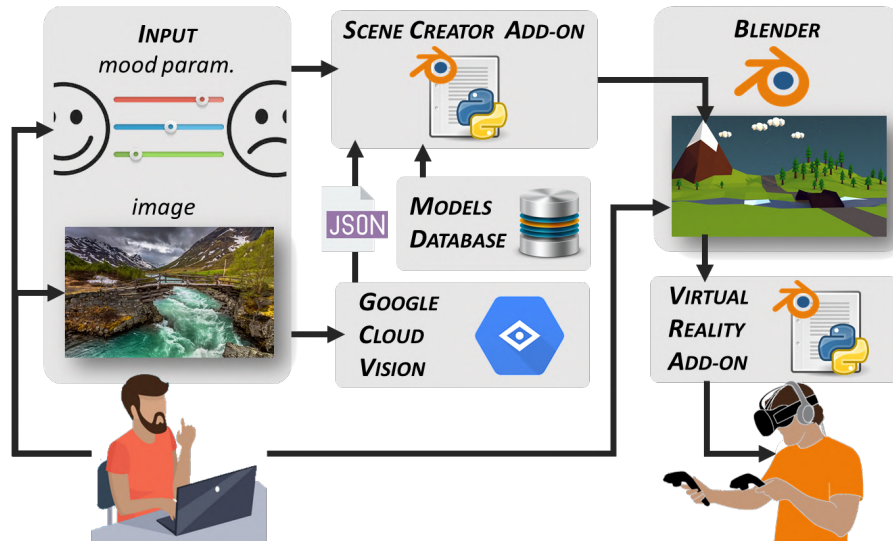 INPUT
mood param.
image
SCENE CREATOR ADD-ON
JSON
MODELS
DATABASE
GOOGLE
CLOUD
VISION
BLENDER
VIRTUAL
REALITY
ADD-ON